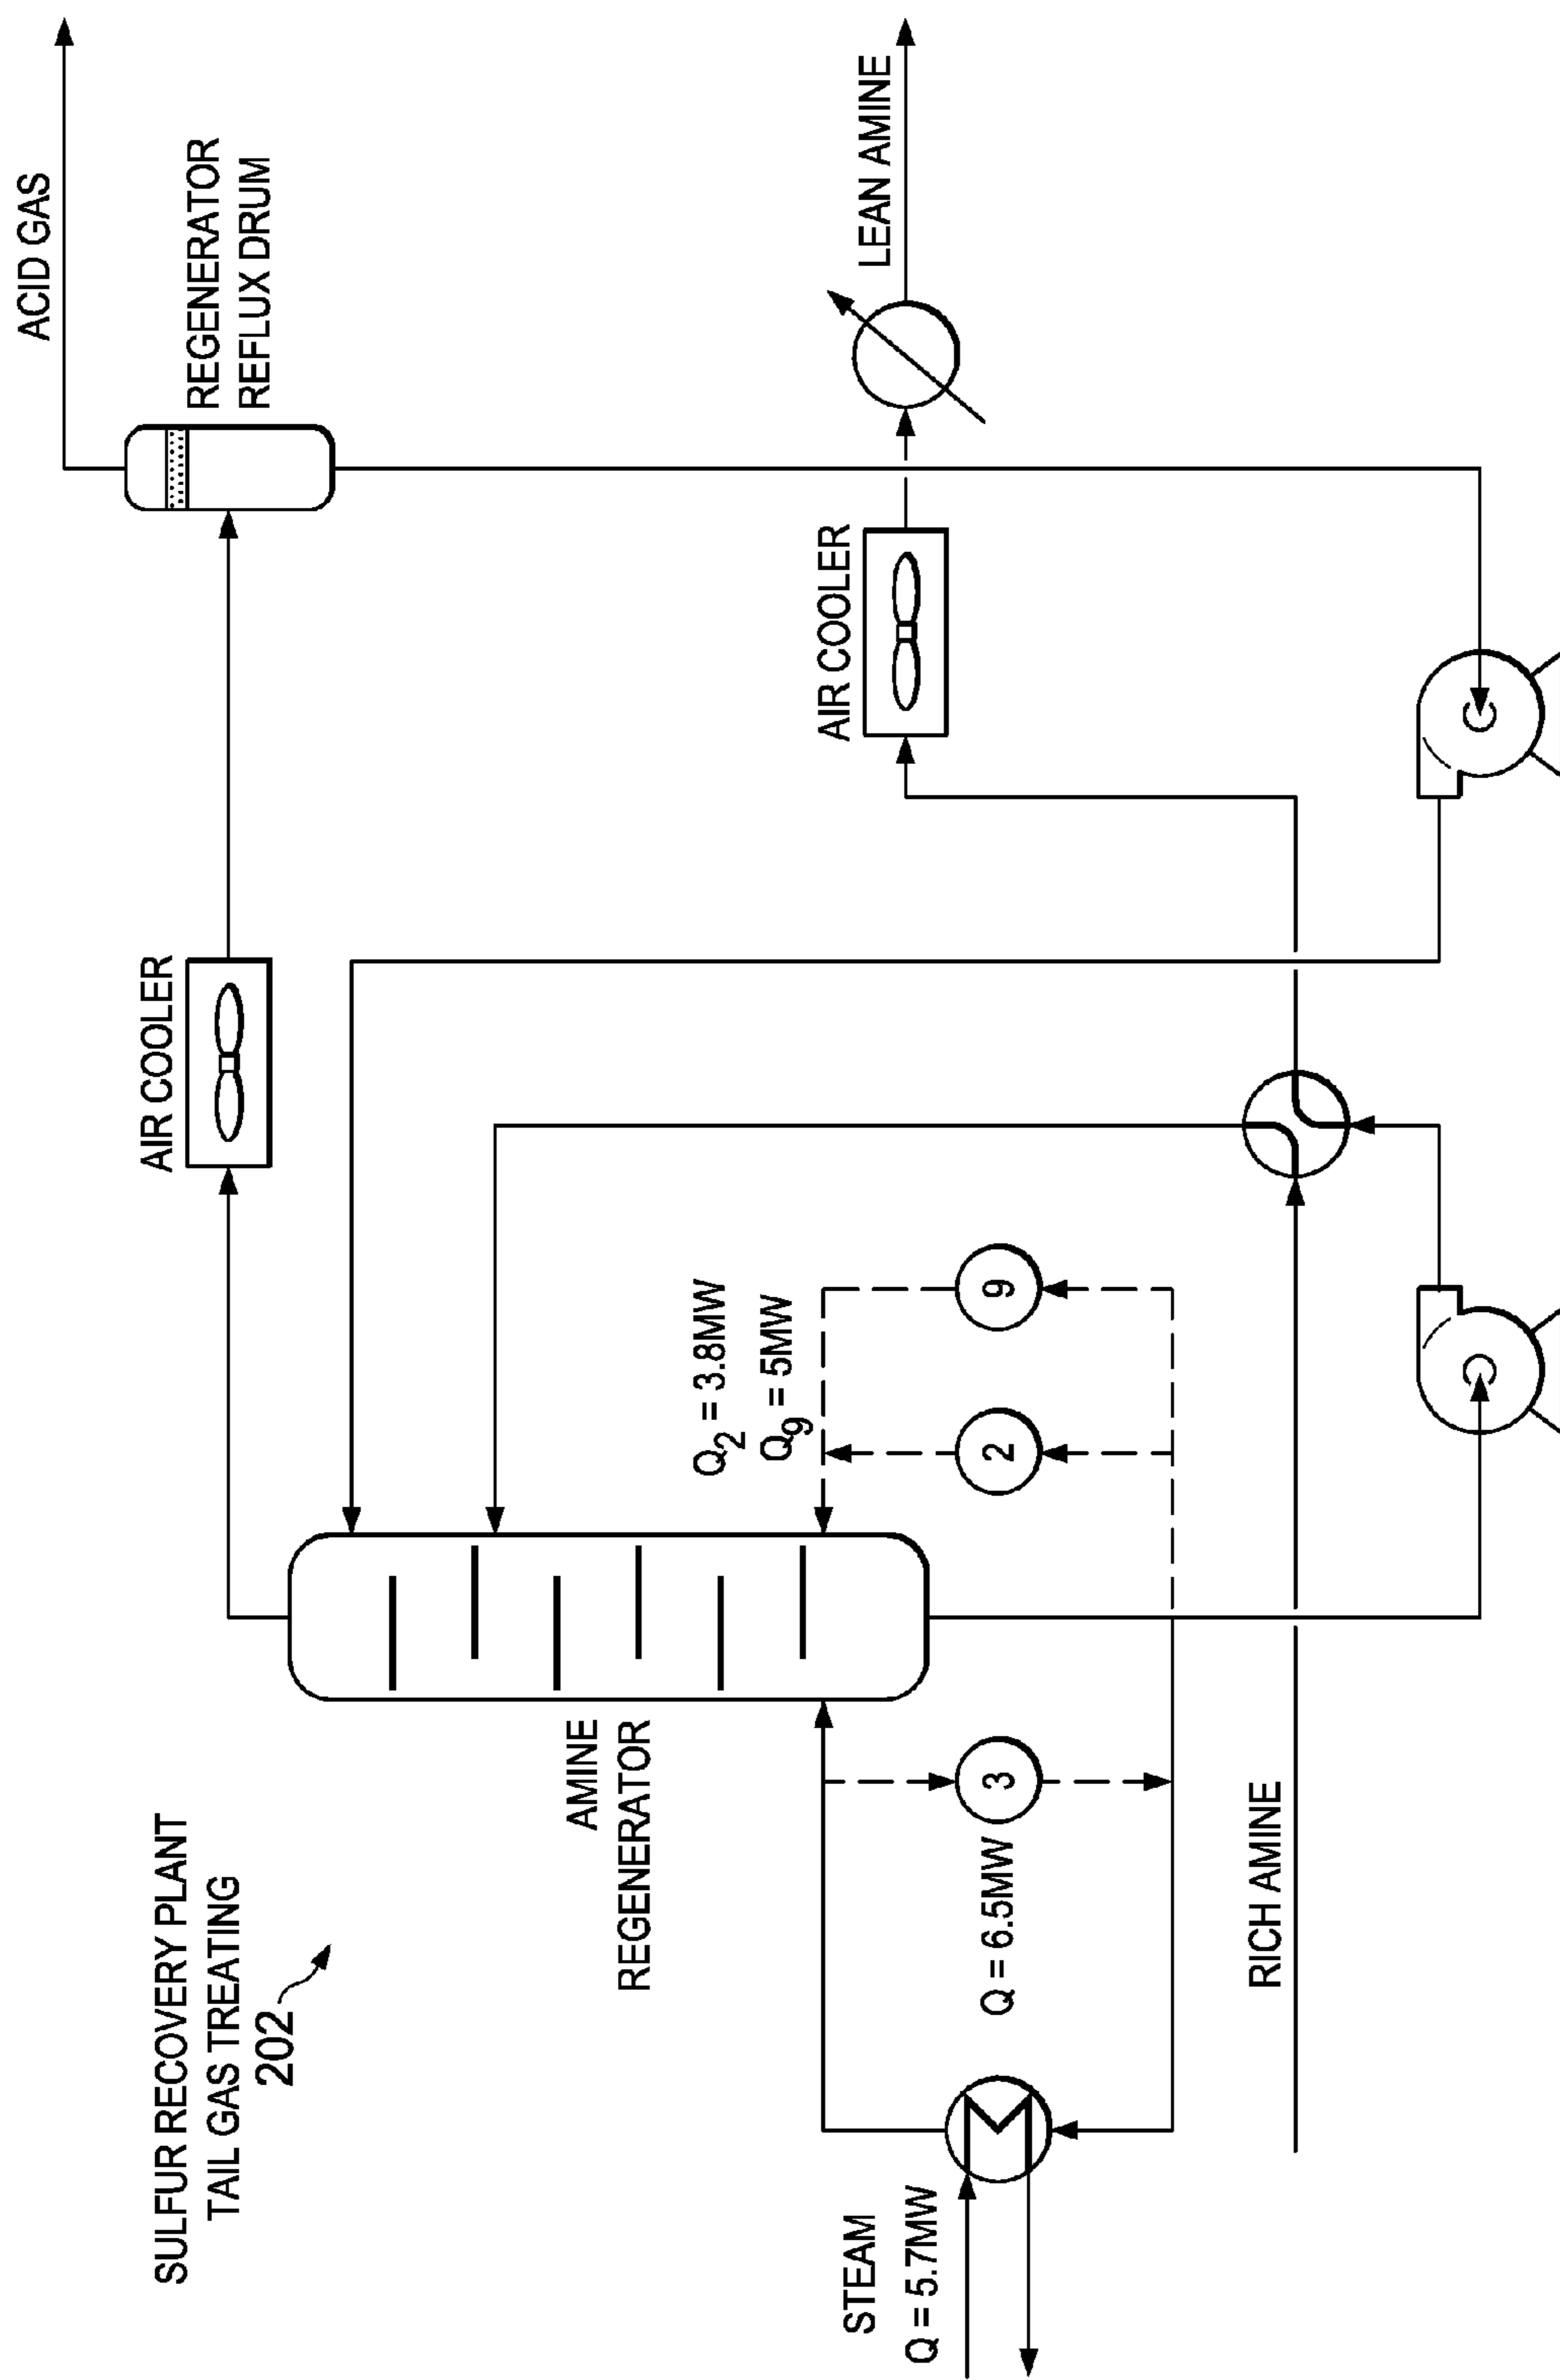 SULFUR RECOVERY PLANT
TAIL GAS TREATING
202
ACID GAS
AIR COOLER
REGENERATOR
REFLUX DRUM
AMINE
REGENERATOR
Q2 = 3.8MW
Q9 = 5MW
AIR COOLER
LEAN AMINE
STEAM
Q = 5.7MW
Q = 6.5MW
3
2
9
RICH AMINE